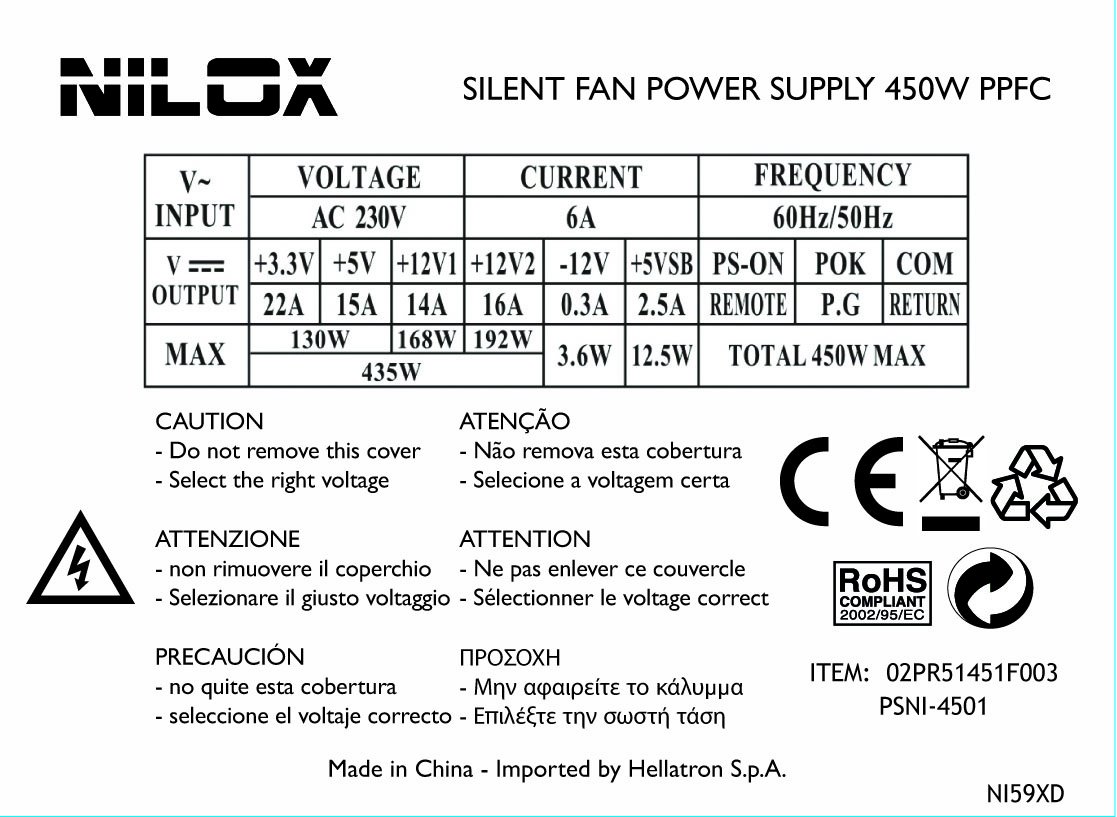 NILOX
SILENT FAN POWER SUPPLY 450W PPFC
V~ INPUT VOLTAGE CURRENT FREQUENCY
AC 230V 6A 60Hz/50Hz
V OUTPUT +3.3V +5V +12V1 +12V2 -12V +5VSB PS-ON POK COM
22A 15A 14A 16A 0.3A 2.5A REMOTE P.G RETURN
MAX 130W 168W 192W 3.6W 12.5W TOTAL 450W MAX
435W
CAUTION
- Do not remove this cover
- Select the right voltage
ATENÇÃO
- Não remova esta cobertura
- Selecione a voltagem certa
ATTENZIONE
- non rimuovere il coperchio
- Selezionare il giusto voltaggio
ATTENTION
- Ne pas enlever ce couvercle
- Sélectionner le voltage correct
PRECAUCIÓN
- no quite esta cobertura
- seleccione el voltaje correcto
ΠΡΟΣΟΧΗ
- Μην αφαιρείτε το κάλυμμα
- Επιλέξτε την σωστή τάση
CE
RoHS
COMPLIANT
2002/95/EC
ITEM: 02PR51451F003
PSNI-4501
Made in China - Imported by Hellatron S.p.A.
NI59XD